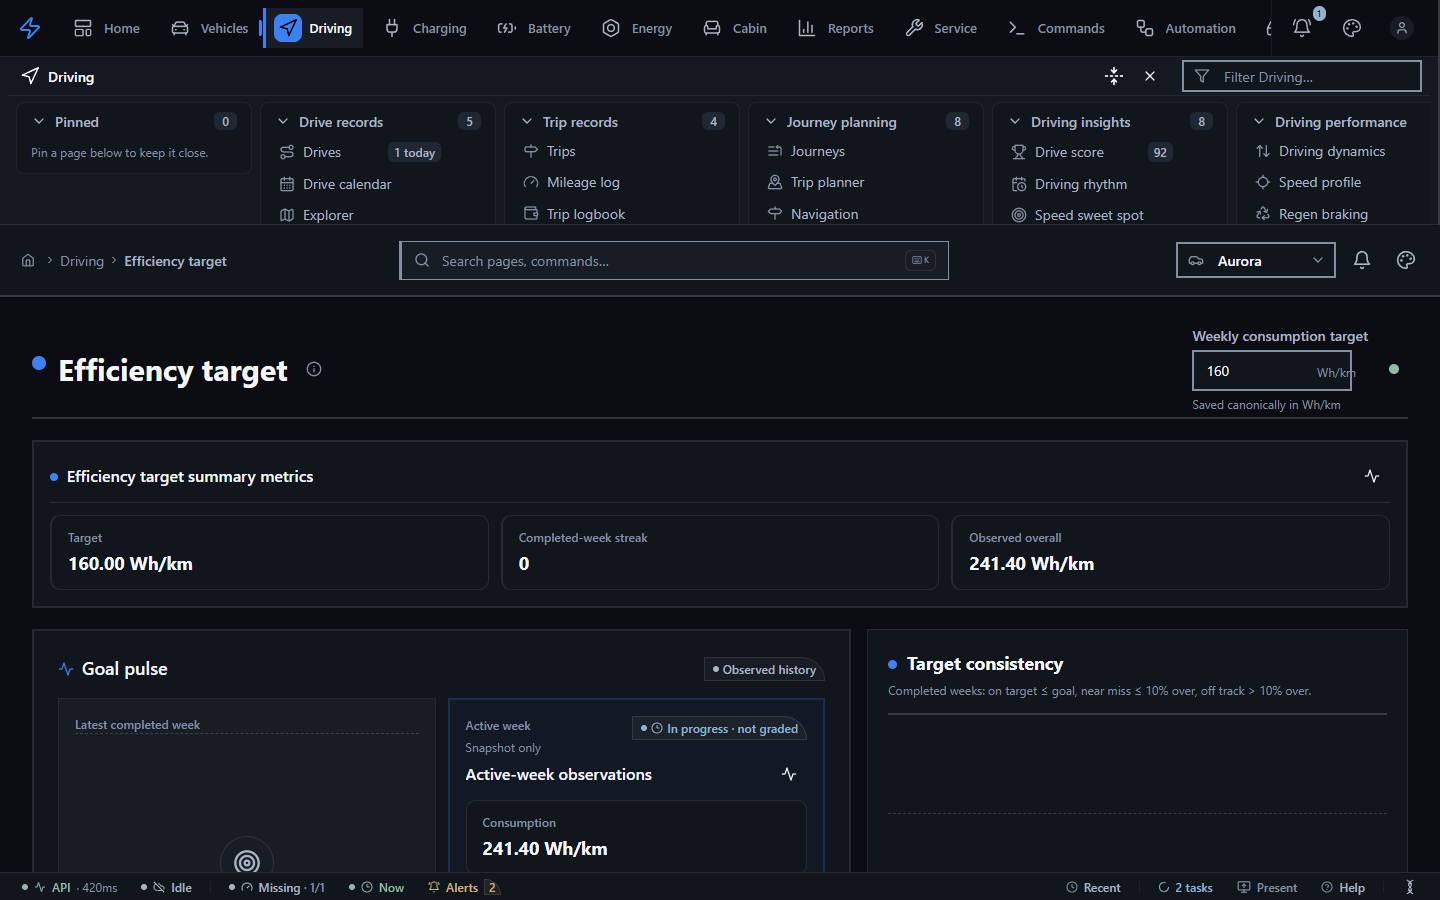 Home
Vehicles
Driving
Charging
Battery
Energy
Cabin
Reports
Service
Commands
Automation
1
Driving
Filter Driving...
Pinned 0
Pin a page below to keep it close.
Drive records 5
Drives 1 today
Drive calendar
Explorer
Trip records 4
Trips
Mileage log
Trip logbook
Journey planning 8
Journeys
Trip planner
Navigation
Driving insights 8
Drive score 92
Driving rhythm
Speed sweet spot
Driving performance
Driving dynamics
Speed profile
Regen braking
Driving
Efficiency target
Search pages, commands...
K
Aurora
Efficiency target
Weekly consumption target
160 Wh/km
Saved canonically in Wh/km
Efficiency target summary metrics
Target
160.00 Wh/km
Completed-week streak
0
Observed overall
241.40 Wh/km
Goal pulse
Observed history
Latest completed week
Active week
Snapshot only
In progress · not graded
Active-week observations
Consumption
241.40 Wh/km
Target consistency
Completed weeks: on target ≤ goal, near miss ≤ 10% over, off track > 10% over.
API · 420ms
Idle
Missing · 1/1
Now
Alerts 2
Recent
2 tasks
Present
Help